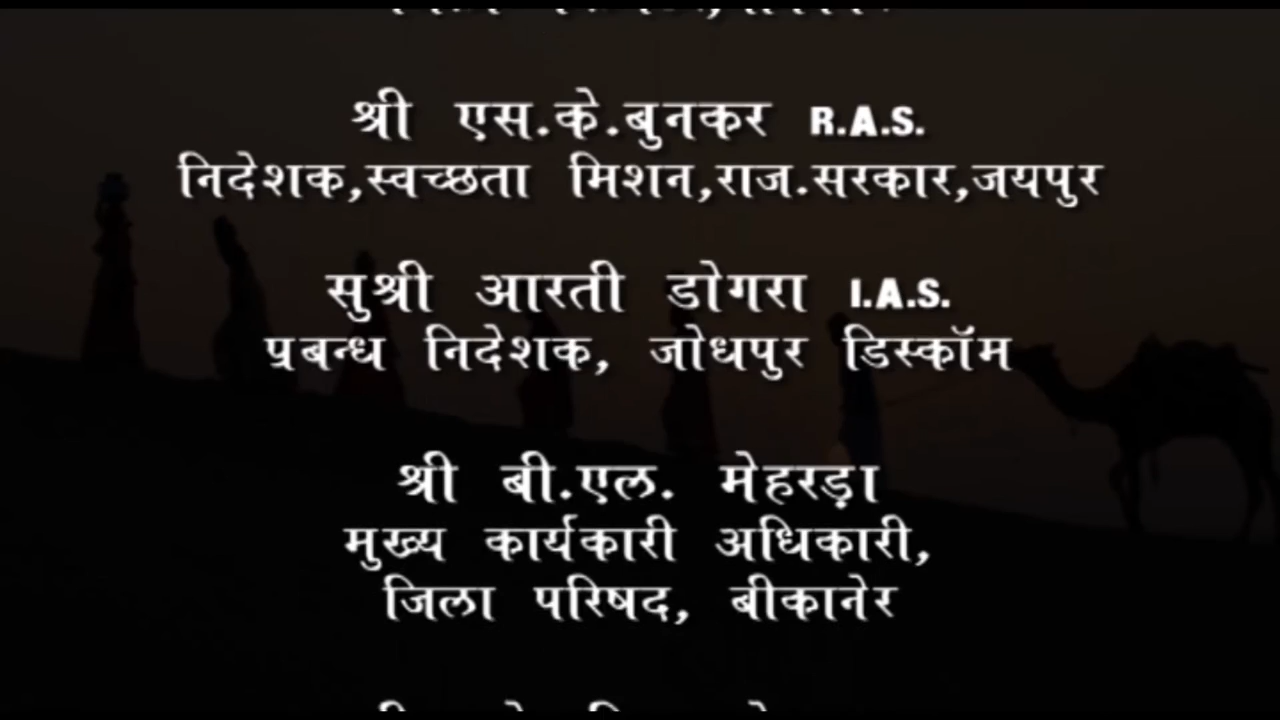 श्री एस.के.बुनकर R.A.S.
निदेशक,स्वच्छता मिशन,राज.सरकार,जयपुर
सुश्री आरती डोगरा I.A.S.
प्रबन्ध निदेशक, जोधपुर डिस्कॉम
श्री बी.एल. मेहरड़ा
मुख्य कार्यकारी अधिकारी,
जिला परिषद, बीकानेर